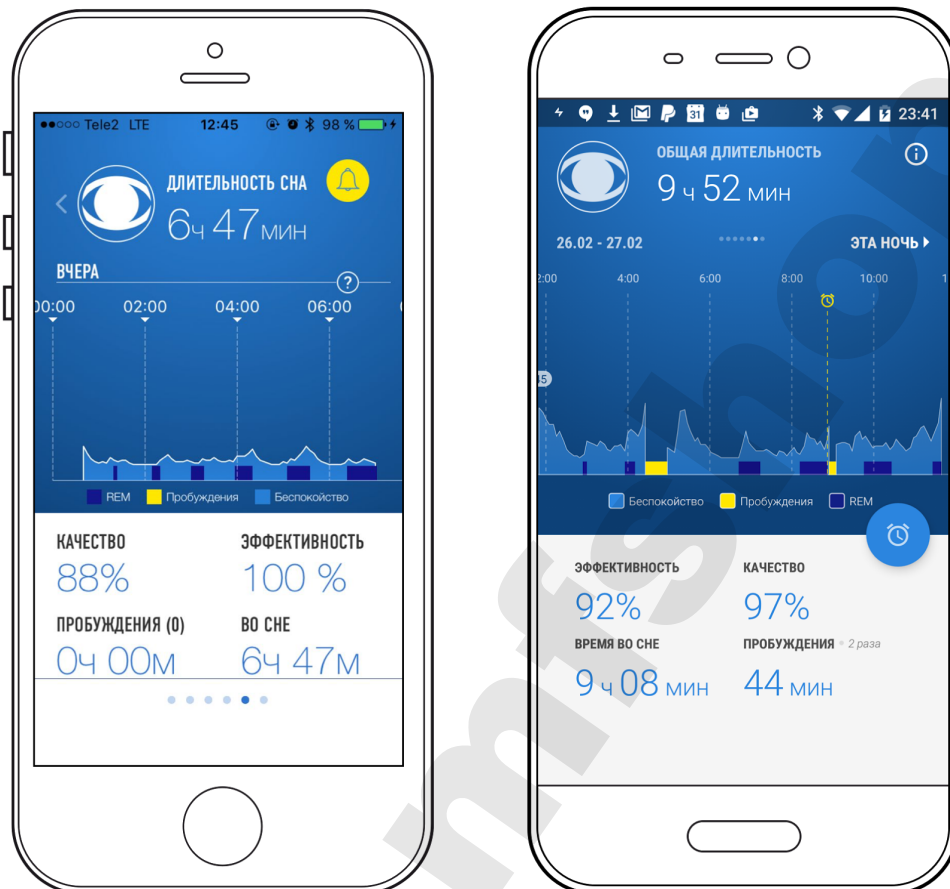 Tele2 LTE 12:45 98 %
ДЛИТЕЛЬНОСТЬ СНА
6ч 47мин
ВЧЕРА
?
00:00 02:00 04:00 06:00
REM Пробуждения Беспокойство
КАЧЕСТВО ЭФФЕКТИВНОСТЬ
88% 100 %
ПРОБУЖДЕНИЯ (0) ВО СНЕ
0ч 00м 6ч 47м
31 23:41
ОБЩАЯ ДЛИТЕЛЬНОСТЬ
9 ч 52 мин
26.02 - 27.02 ЭТА НОЧЬ
2:00 4:00 6:00 8:00 10:00 1
Беспокойство Пробуждения REM
ЭФФЕКТИВНОСТЬ КАЧЕСТВО
92% 97%
ВРЕМЯ ВО СНЕ ПРОБУЖДЕНИЯ • 2 раза
9 ч 08 мин 44 мин